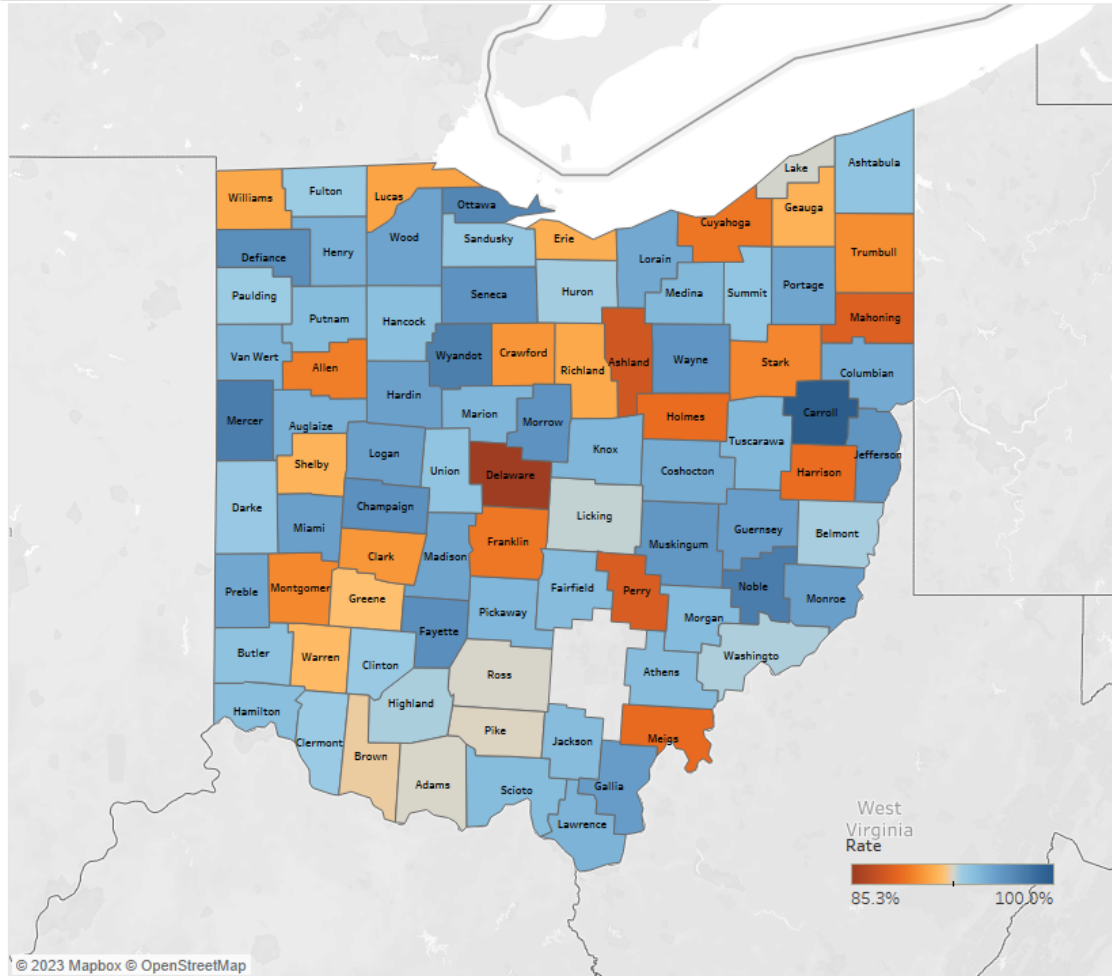 Lake
Ashtabula
Williams
Fulton
Lucas
Ottawa
Geauga
Cuyahoga
Wood
Sandusky
Erie
Henry
Defiance
Lorain
Trumbull
Paulding
Seneca
Huron
Medina
Summit
Portage
Putnam
Hancock
Mahoning
Van Wert
Wyandot
Crawford
Ashland
Wayne
Stark
Allen
Richland
Columbian
Hardin
Mercer
Carroll
Auglaize
Marion
Morrow
Holmes
Tuscarawa
Logan
Knox
Jefferson
Shelby
Union
Delaware
Coshocton
Harrison
Darke
Champaign
Licking
Miami
Guernsey
Belmont
Clark
Madison
Franklin
Muskingum
Preble
Montgomer
Greene
Fairfield
Perry
Noble
Monroe
Pickaway
Morgan
Fayette
Butler
Warren
Clinton
Washingto
Ross
Athens
Highland
Hamilton
Clermont
Pike
Jackson
Meigs
Brown
Adams
Scioto
Gallia
Lawrence
West
Virginia
Rate
85.3%
100.0%
© 2023 Mapbox © OpenStreetMap